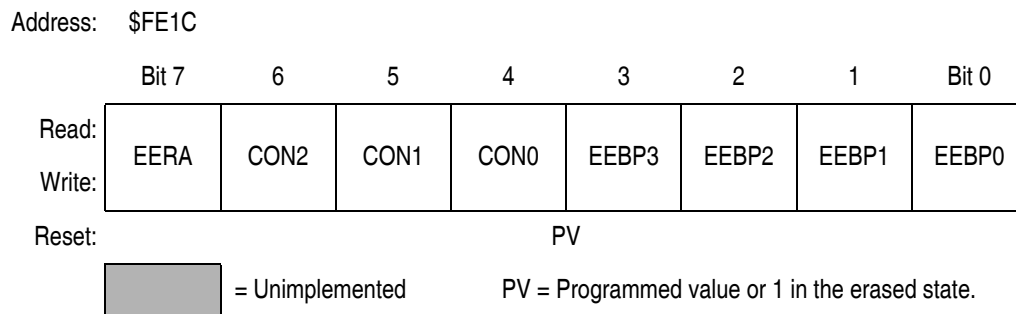 Address: $FE1C
Bit 7 6 5 4 3 2 1 Bit 0
Read:
EERA CON2 CON1 CON0 EEBP3 EEBP2 EEBP1 EEBP0
Write:
Reset: PV
= Unimplemented PV = Programmed value or 1 in the erased state.